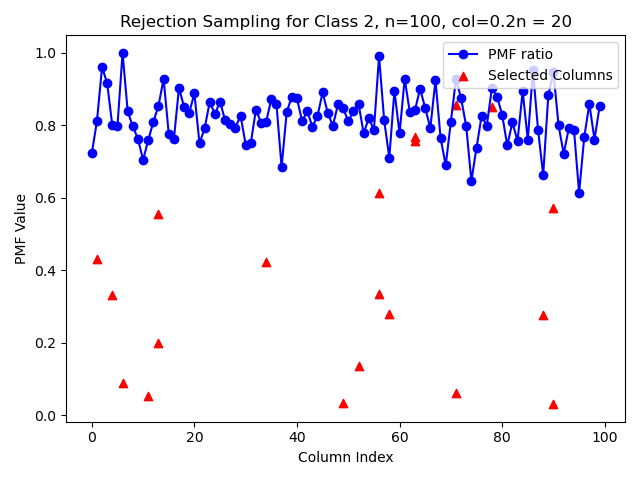 Rejection Sampling for Class 2, n=100, col=0.2n = 20
PMF ratio
Selected Columns
1.0
0.8
0.6
0.4
0.2
0.0
PMF Value
0
20
40
60
80
100
Column Index